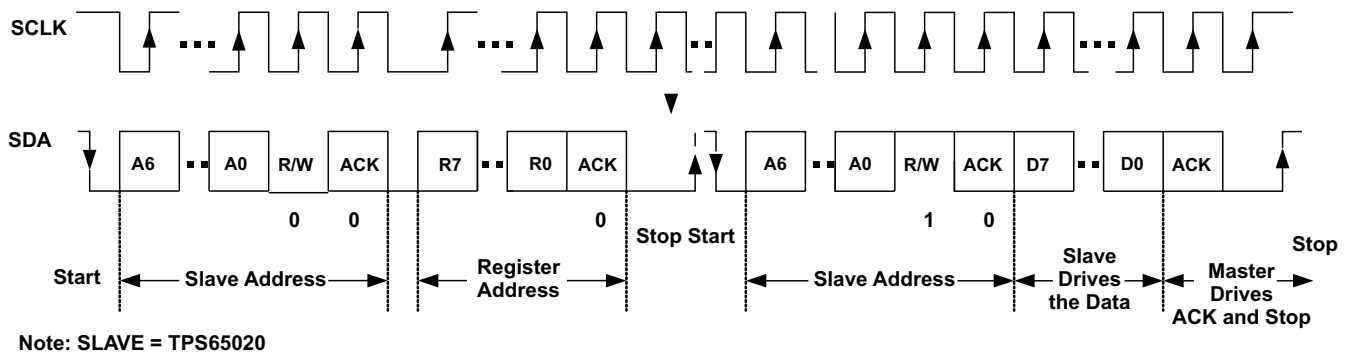 SCLK
SDA
A6 A0 R/W ACK R7 R0 ACK A6 A0 R/W ACK D7 D0 ACK
0 0 0 1 0
Stop Start
Stop
Start
Slave Address
Register
Address
Slave Address
Slave
Drives
the Data
Master
Drives
ACK and Stop
Note: SLAVE = TPS65020